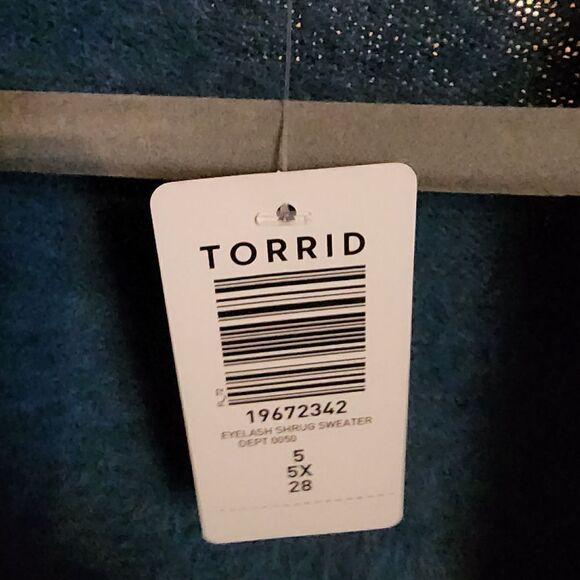 TORRID
19672342
EYELASH SHRUG SWEATER
DEPT 0050
5
5X
28